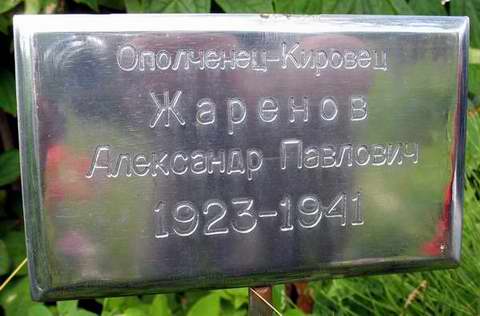 Ополченец-Кировец
Жаренов
Александр Павлович
1923-1941